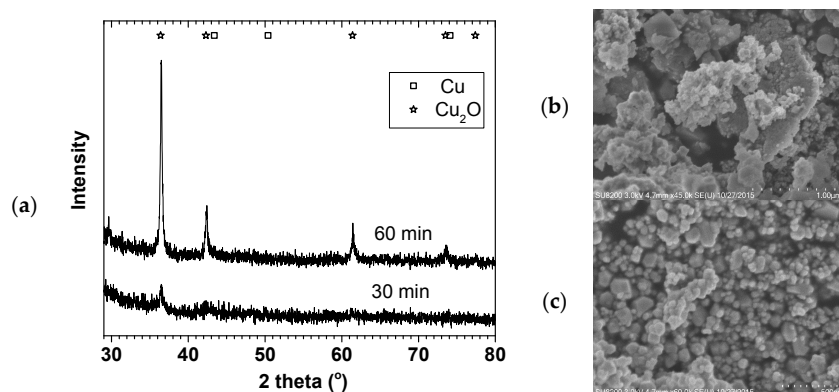 (a)
Intensity
Cu
Cu₂O
60 min
30 min
30 40 50 60 70 80
2 theta (°)
(b)
SU8200 3.0kV 4.7mm x45.0k SE(U) 10/27/2015 1.00µm
(c)